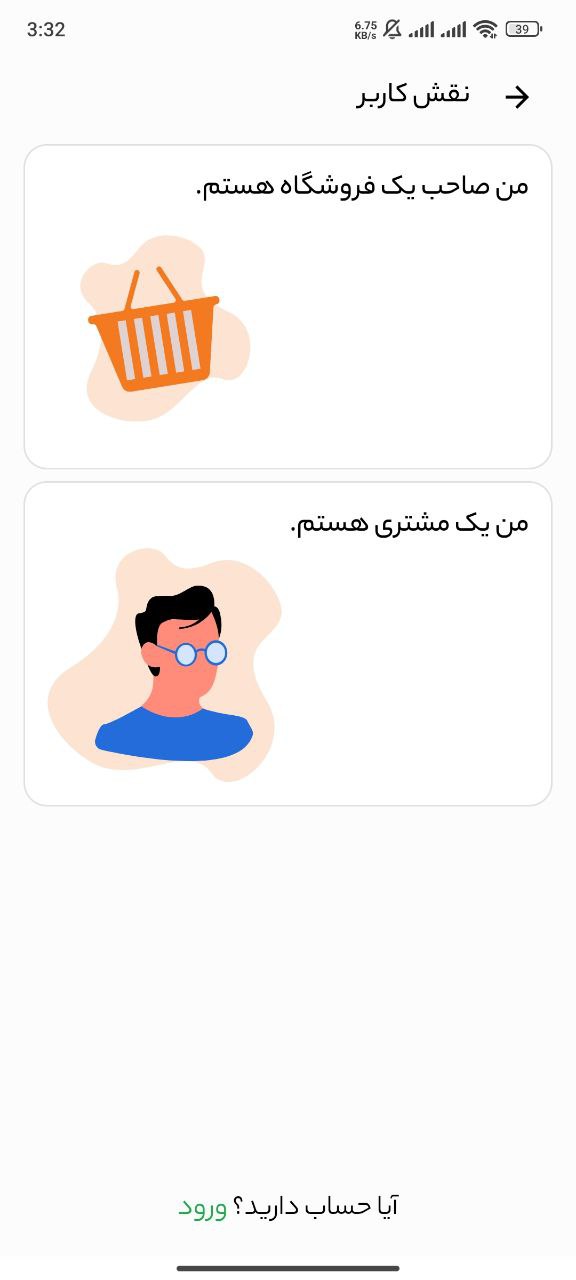 3:32
6.75
KB/s
39
نقش کاربر
من صاحب یک فروشگاه هستم.
من یک مشتری هستم.
آیا حساب دارید؟ ورود